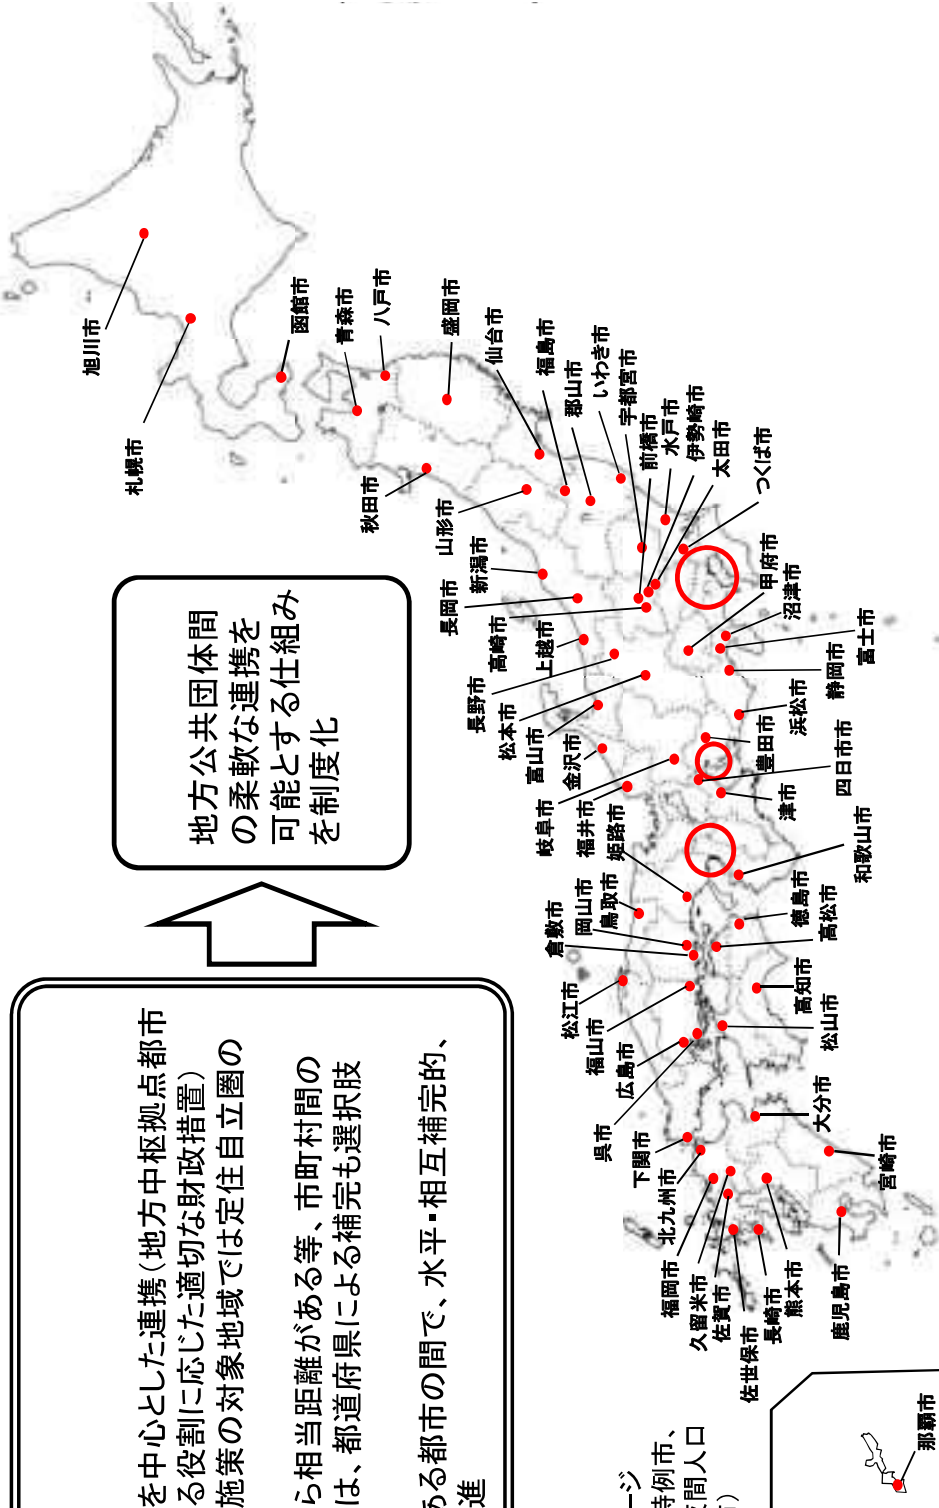 を中心とした連携（地方中枢拠点都市
る役割に応じた適切な財政措置）
施策の対象地域では定住自立圏の
ら相当距離がある等、市町村間の
は、都道府県による補完も選択肢
ある都市の間で、水平・相互補完的、
進
地方公共団体間
の柔軟な連携を
可能とする仕組み
を制度化
旭川市
札幌市
函館市
青森市
八戸市
盛岡市
秋田市
仙台市
山形市
福島市
郡山市
いわき市
新潟市
長岡市
宇都宮市
前橋市
水戸市
伊勢崎市
太田市
つくば市
高崎市
上越市
長野市
松本市
富山市
金沢市
甲府市
沼津市
富士市
静岡市
浜松市
豊田市
四日市市
津市
岐阜市
福井市
姫路市
和歌山市
鳥取市
岡山市
倉敷市
徳島市
高松市
高知市
松山市
松江市
福山市
広島市
呉市
下関市
北九州市
大分市
宮崎市
福岡市
久留米市
佐賀市
佐世保市
長崎市
熊本市
鹿児島市
那覇市
ージ
特例市、
間人口